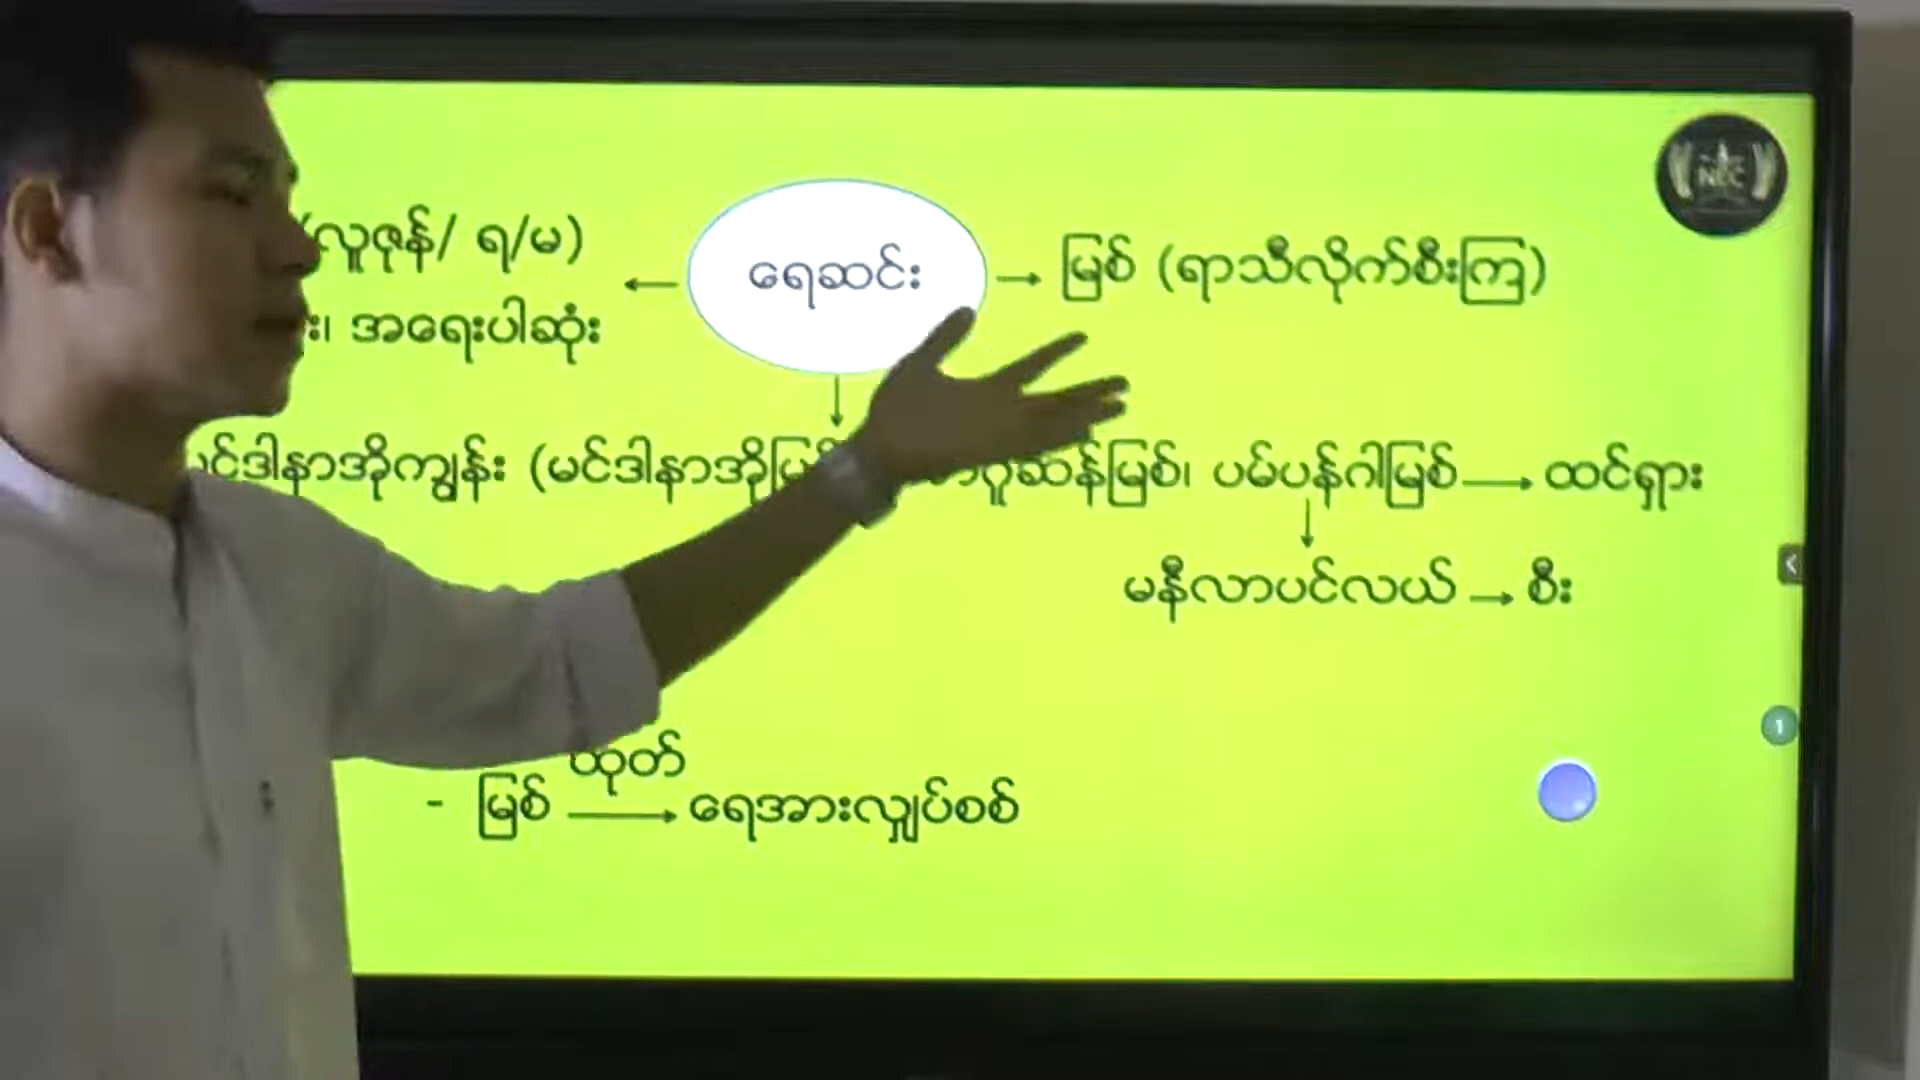 (လူဇုန်/ ရ/မ)
ရေဆင်း
မြစ် (ရာသီလိုက်စီးကြ)
အရေးပါဆုံး
မင်ဒါနာအိုကျွန်း (မင်ဒါနာအိုမြစ် ပမ်ပန်ဂါမြစ် ထင်ရှား
မနီလာပင်လယ် စီး
ထုတ်
- မြစ် ရေအားလျှပ်စစ်
NEC
1